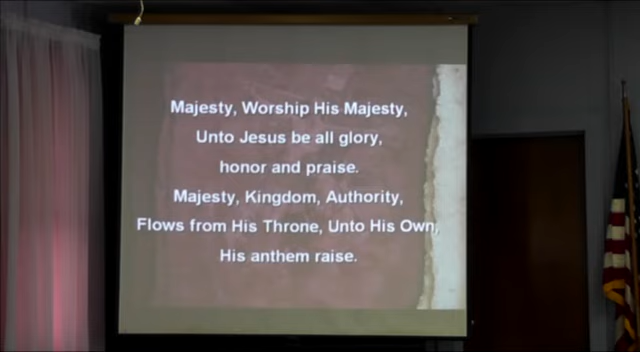 Majesty, Worship His Majesty,
Unto Jesus be all glory,
honor and praise.
Majesty, Kingdom, Authority,
Flows from His Throne, Unto His Own,
His anthem raise.